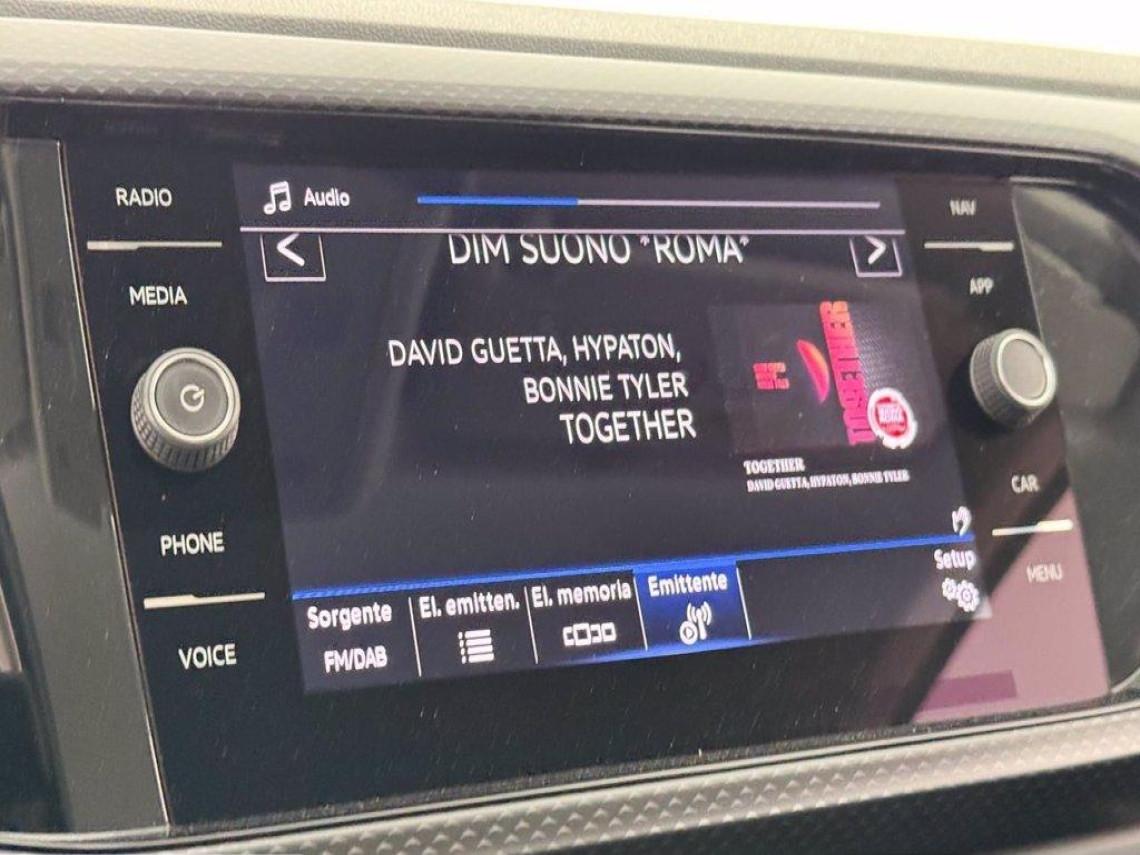 RADIO
Audio
NAV
DIM SUONO *ROMA*
MEDIA
APP
DAVID GUETTA, HYPATON,
BONNIE TYLER
TOGETHER
TOGETHER
TOGETHER
DAVID GUETTA, HYPATON, BONNIE TYLER
CAR
PHONE
Setup
MENU
Sorgente
FM/DAB
El. emitten.
El. memoria
Emittente
VOICE